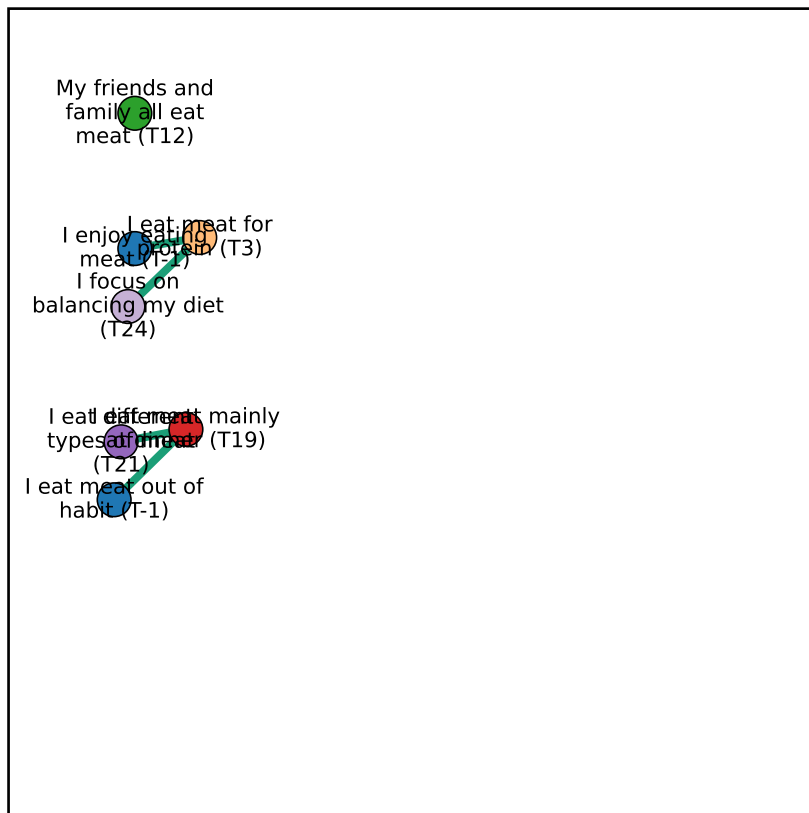 My friends and
family all eat
meat (T12)
I eat meat for
protein (T3)
I enjoy eating
meat (T-1)
I focus on
balancing my diet
(T24)
I eat different
types of meat
(T21)
I eat meat mainly
at dinner (T19)
I eat meat out of
habit (T-1)